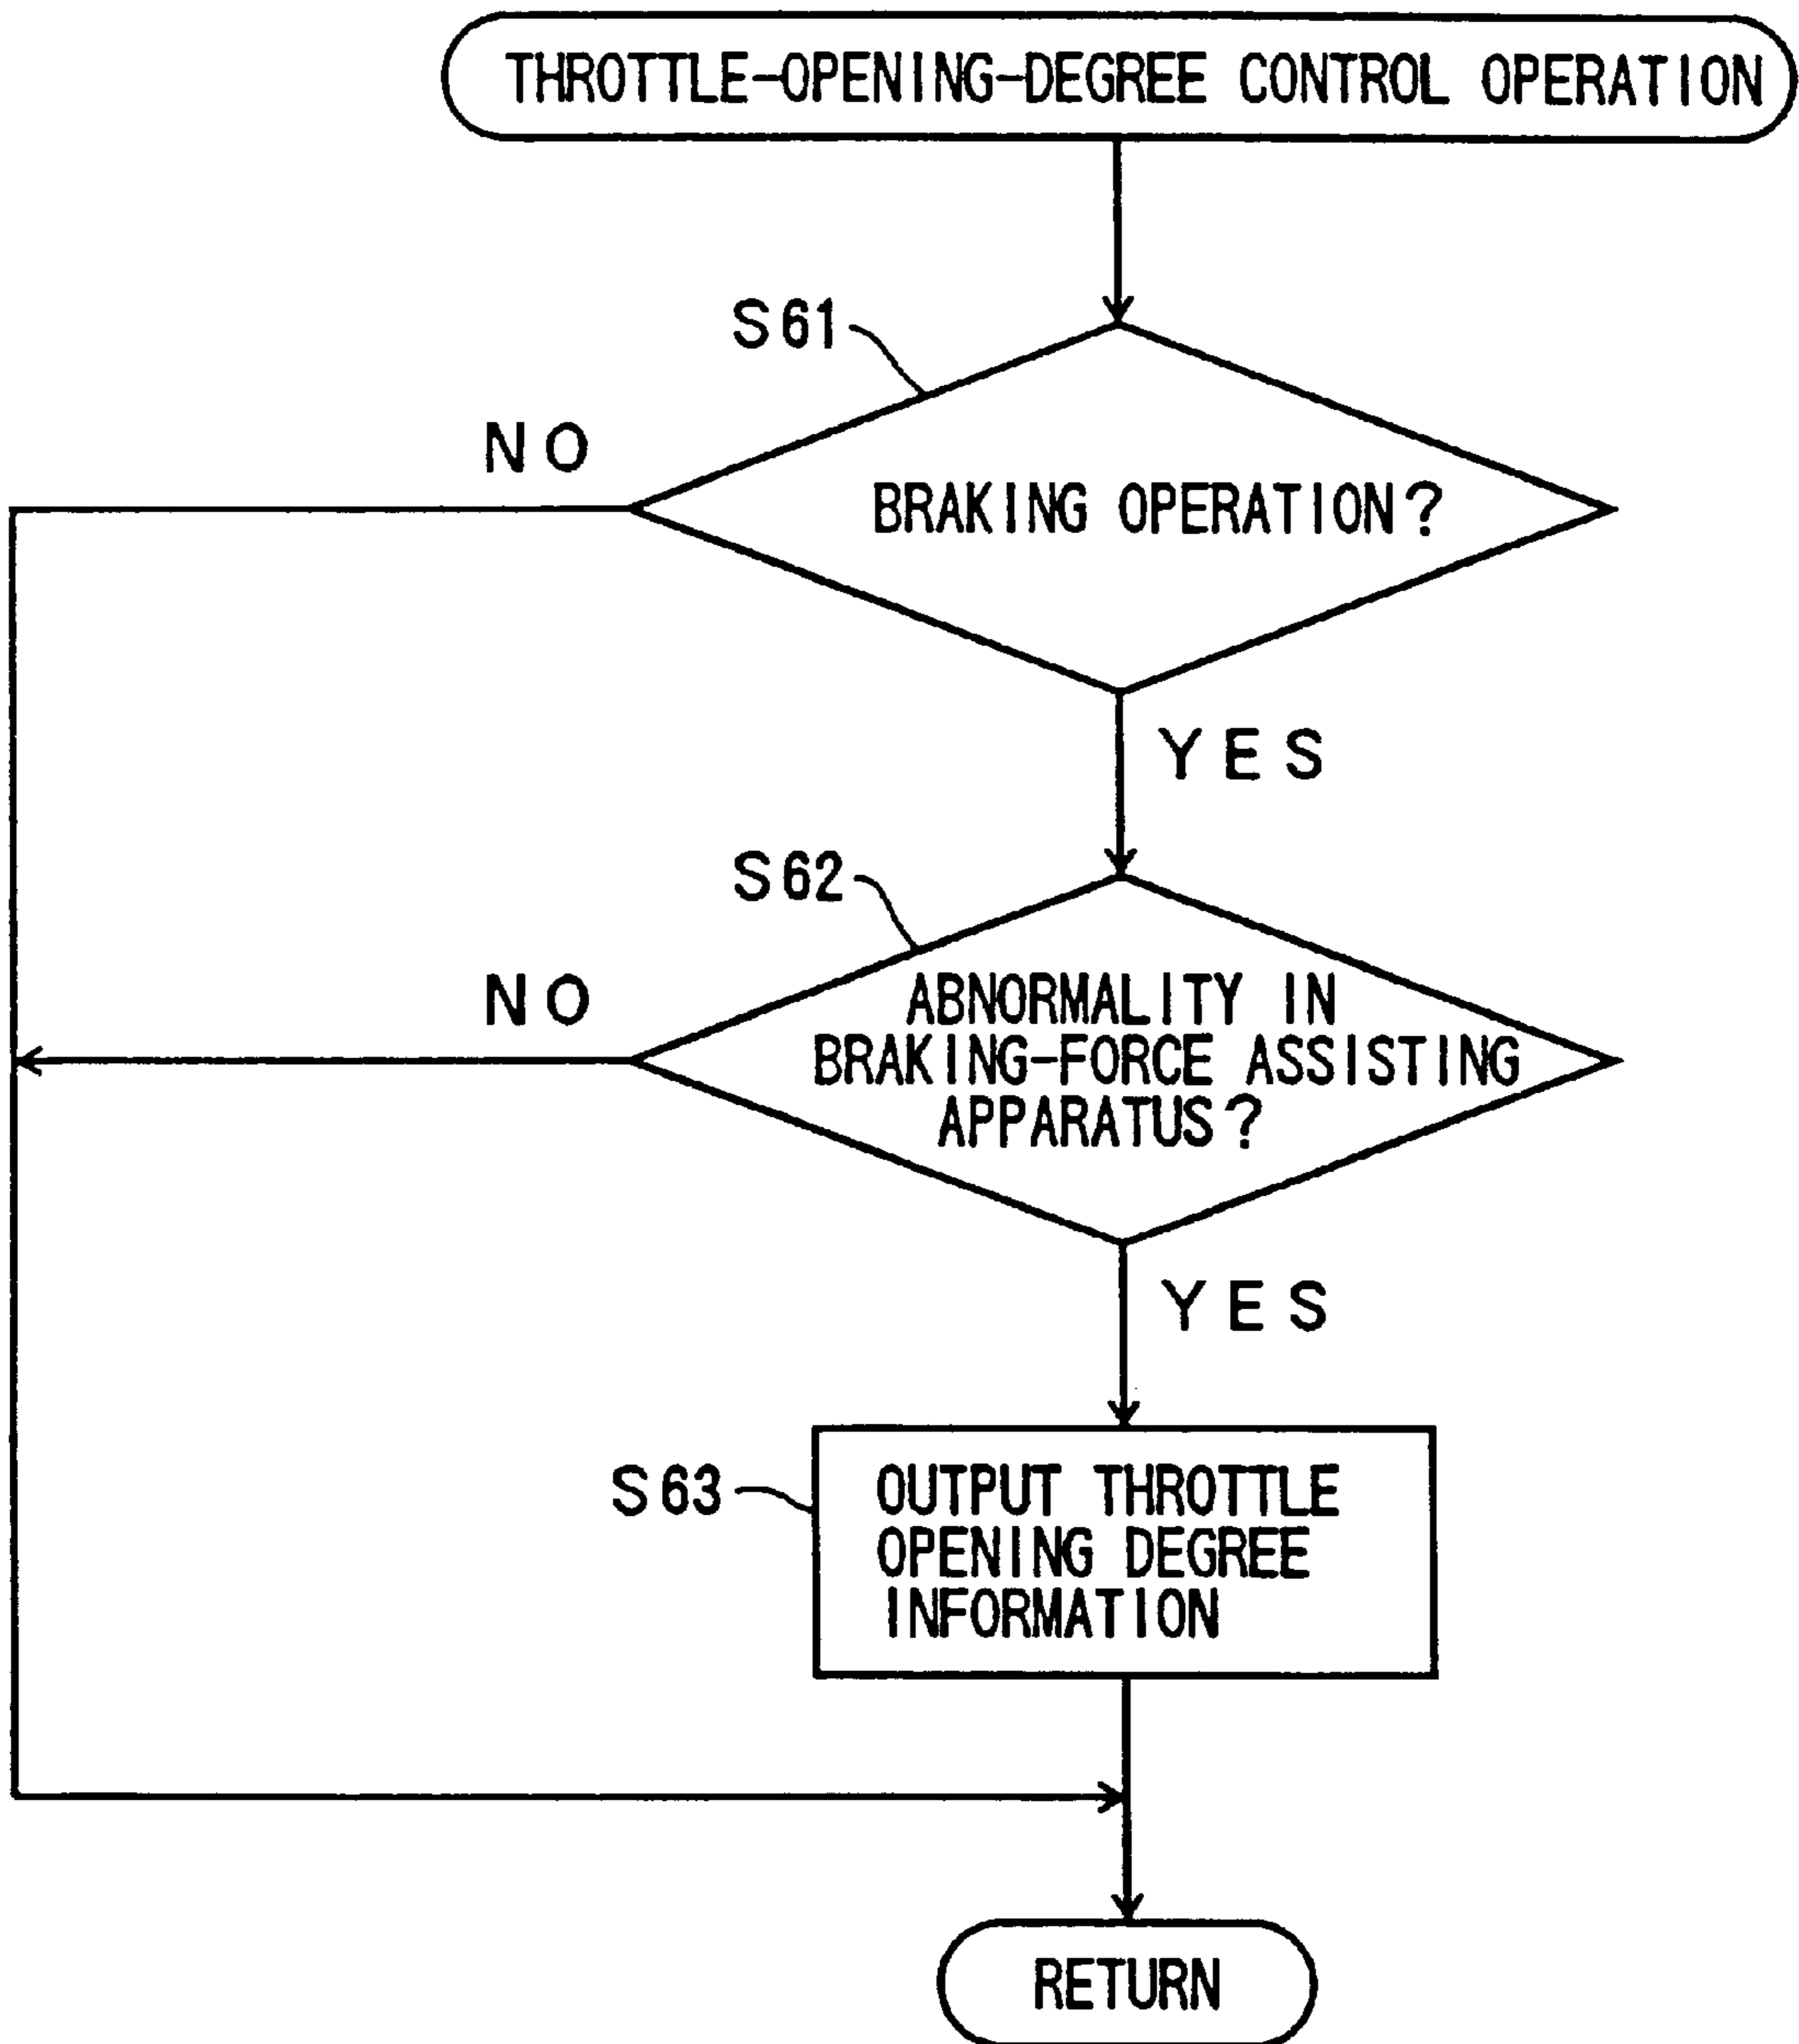 THROTTLE-OPENING-DEGREE CONTROL OPERATION
S61
NO
BRAKING OPERATION?
YES
S62
NO
ABNORMALITY IN
BRAKING-FORCE ASSISTING
APPARATUS?
YES
S63
OUTPUT THROTTLE
OPENING DEGREE
INFORMATION
RETURN